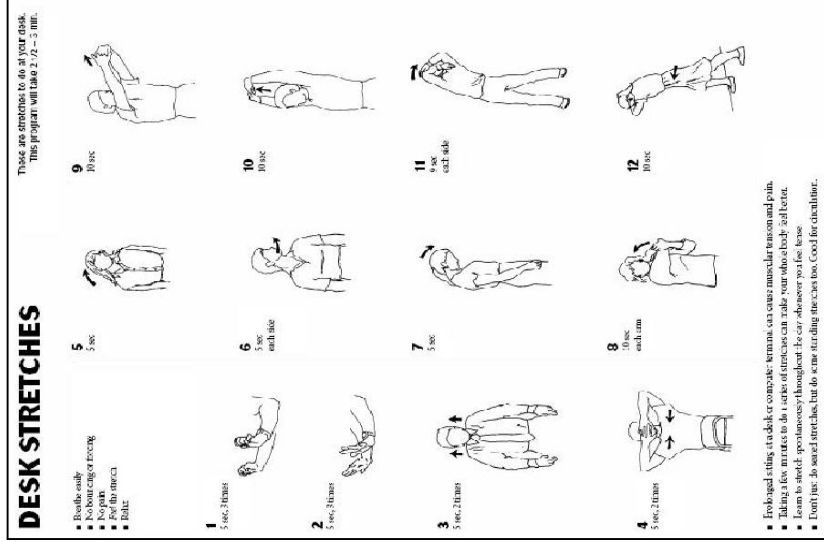 DESK STRETCHES
These are stretches to do at your desk.
This program will take 2 1/2 – 3 min.
▪ Breathe easily
▪ No bouncing or forcing
▪ No pain
▪ Feel the stretch
▪ Relax
1
5 sec, 3 times
2
5 sec, 3 times
3
5 sec, 2 times
4
5 sec, 2 times
5
5 sec
6
5 sec
each side
7
5 sec
8
10 sec
each arm
9
10 sec
10
10 sec
11
9 sec
each side
12
10 sec
▪ Prolonged sitting at a desk or computer terminal can cause muscular tension and pain.
▪ Taking a few minutes to do a series of stretches can make your whole body feel better.
▪ Learn to stretch spontaneously throughout the day whenever you feel tense.
▪ Don't just do seated stretches, but do some standing stretches too. Good for circulation.